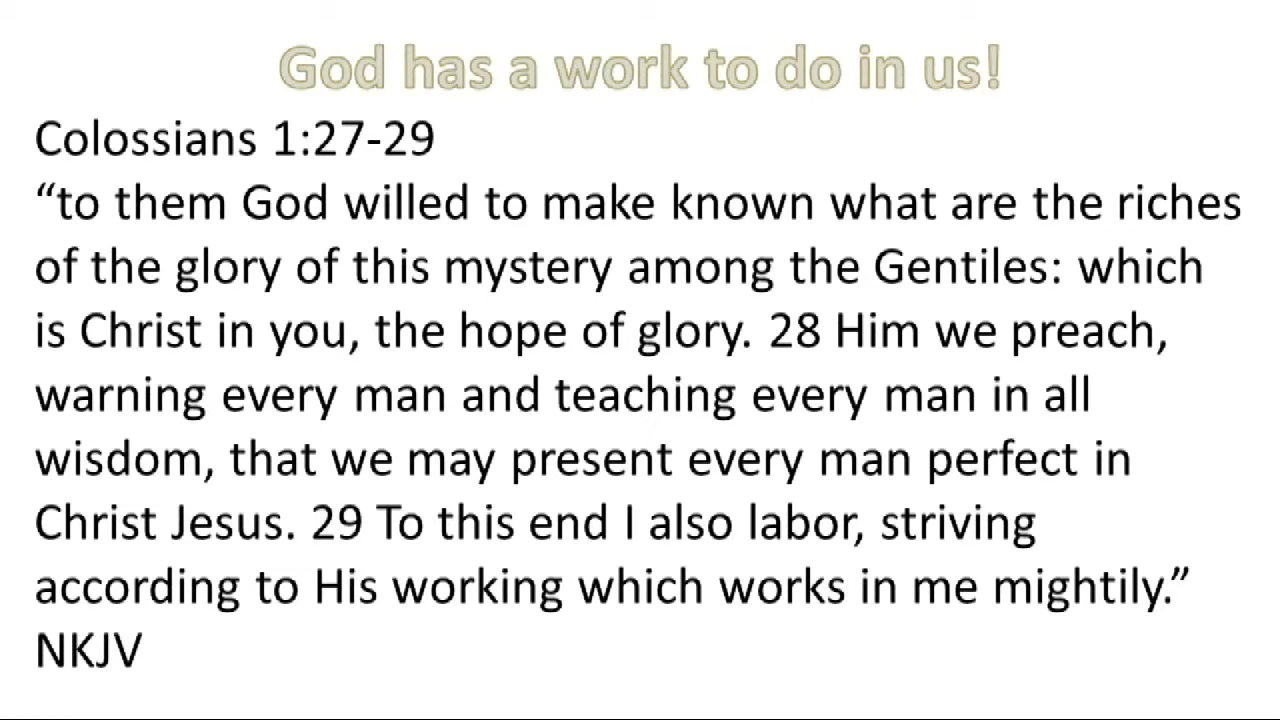 God has a work to do in us!
Colossians 1:27-29
“to them God willed to make known what are the riches
of the glory of this mystery among the Gentiles: which
is Christ in you, the hope of glory. 28 Him we preach,
warning every man and teaching every man in all
wisdom, that we may present every man perfect in
Christ Jesus. 29 To this end I also labor, striving
according to His working which works in me mightily.”
NKJV